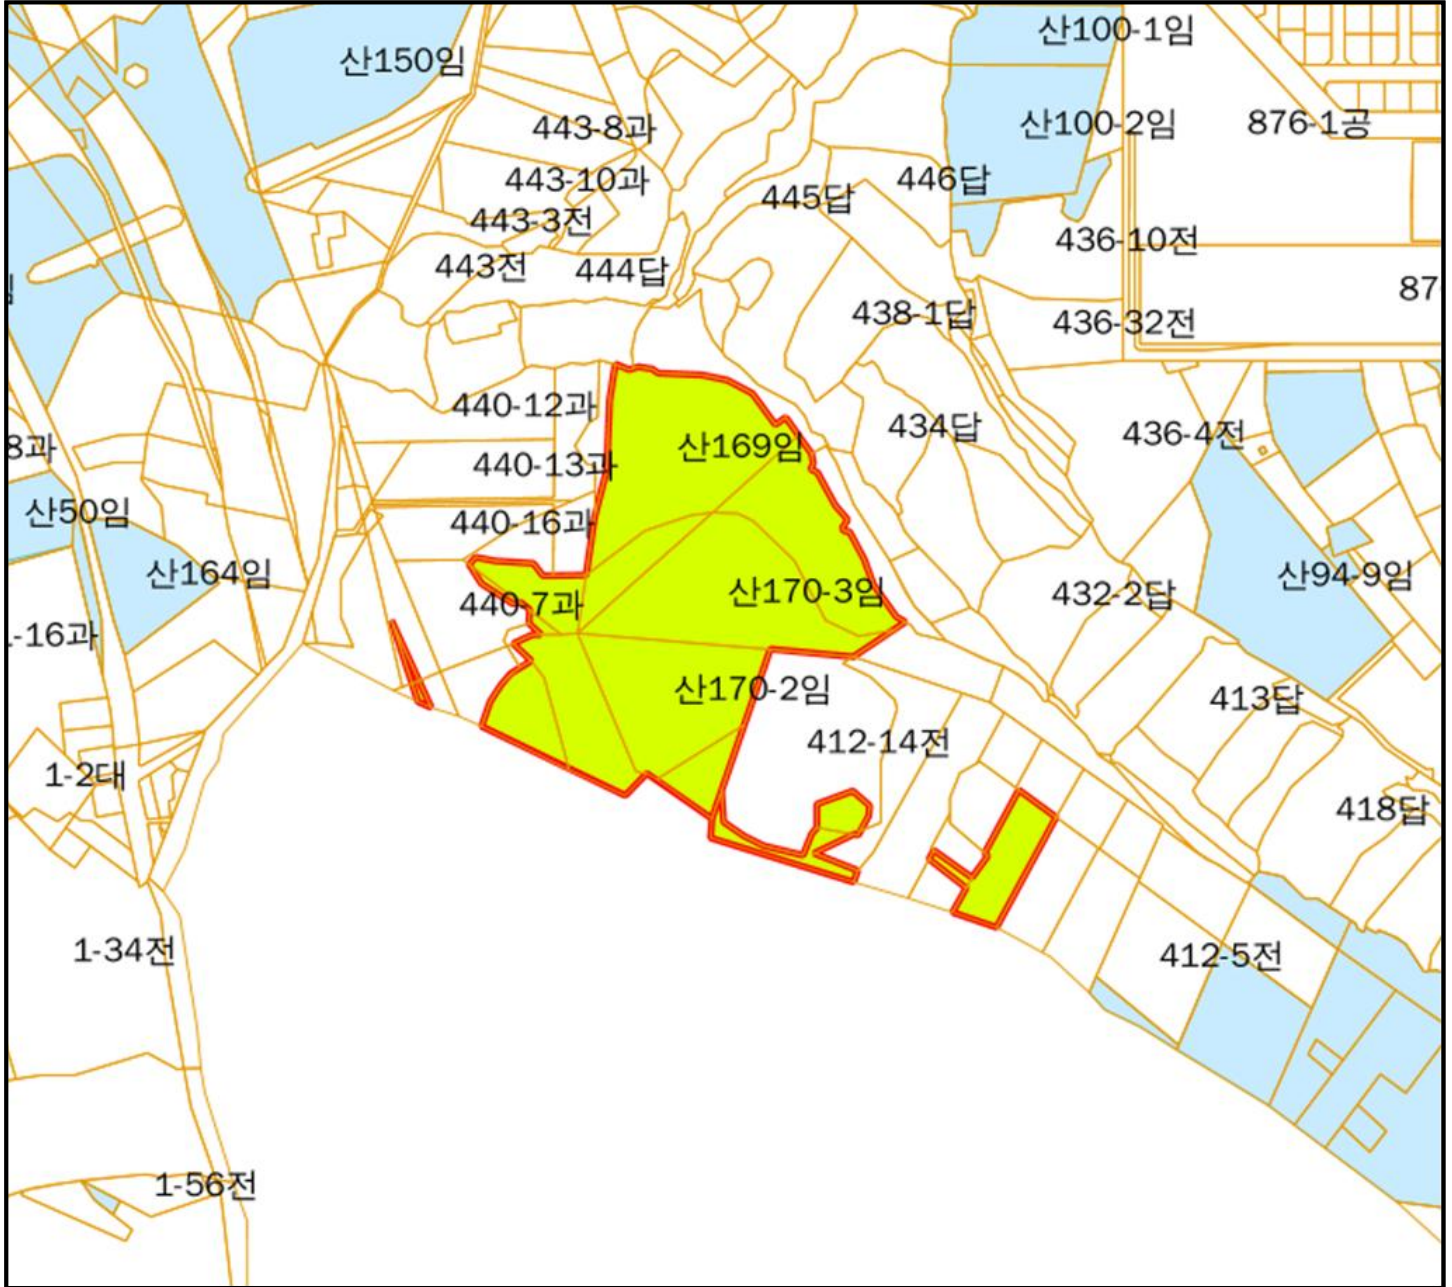 산100-1임
산150임
산100-2임
876-1공
443-8과
443-10과
446답
445답
443-3전
436-10전
443전
444답
87
438-1답
436-32전
440-12과
434답
436-4전
산169임
8과
440-13과
산50임
440-16과
산164임
산94-9임
산170-3임
432-2답
440-7과
-16과
산170-2임
413답
412-14전
1-2대
418답
1-34전
412-5전
1-56전